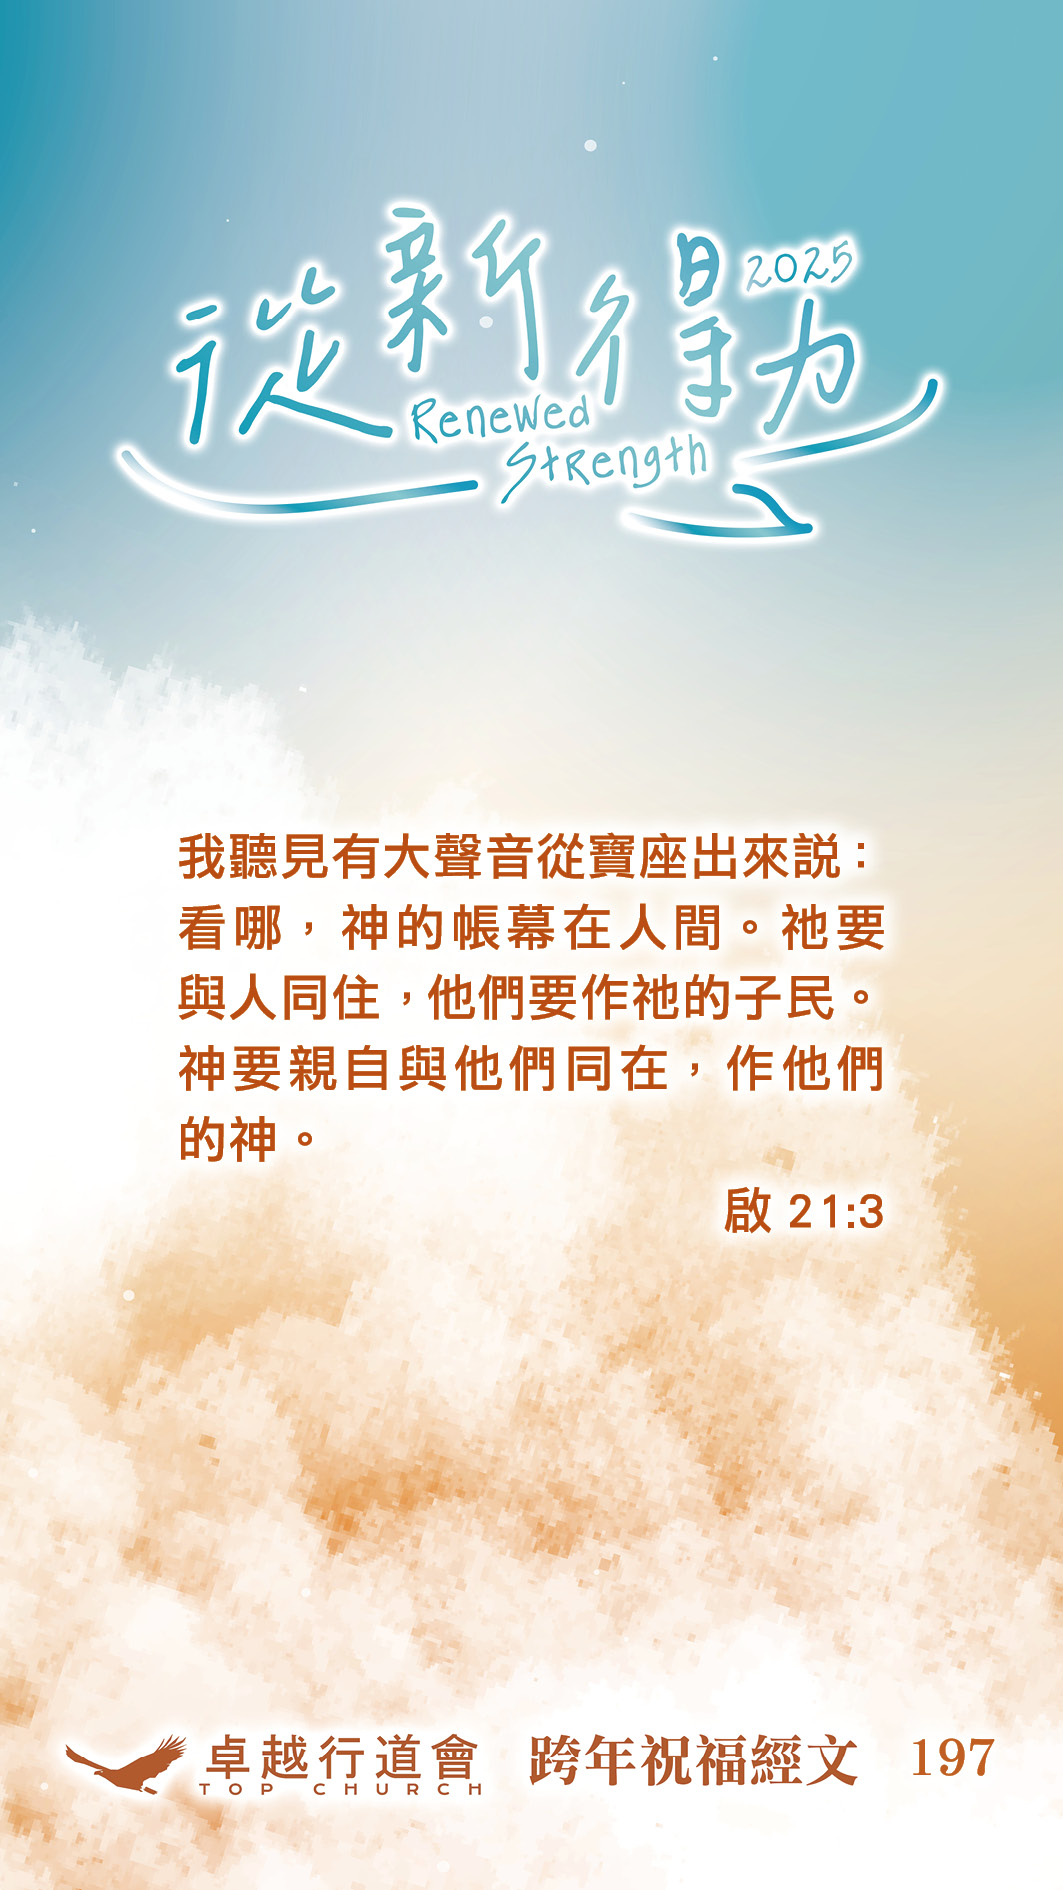 從新得力 2025
Renewed
Strength
我聽見有大聲音從寶座出來説：
看哪，神的帳幕在人間。祂要
與人同住，他們要作祂的子民。
神要親自與他們同在，作他們
的神。
啟 21:3
卓越行道會 跨年祝福經文 197
TOP CHURCH